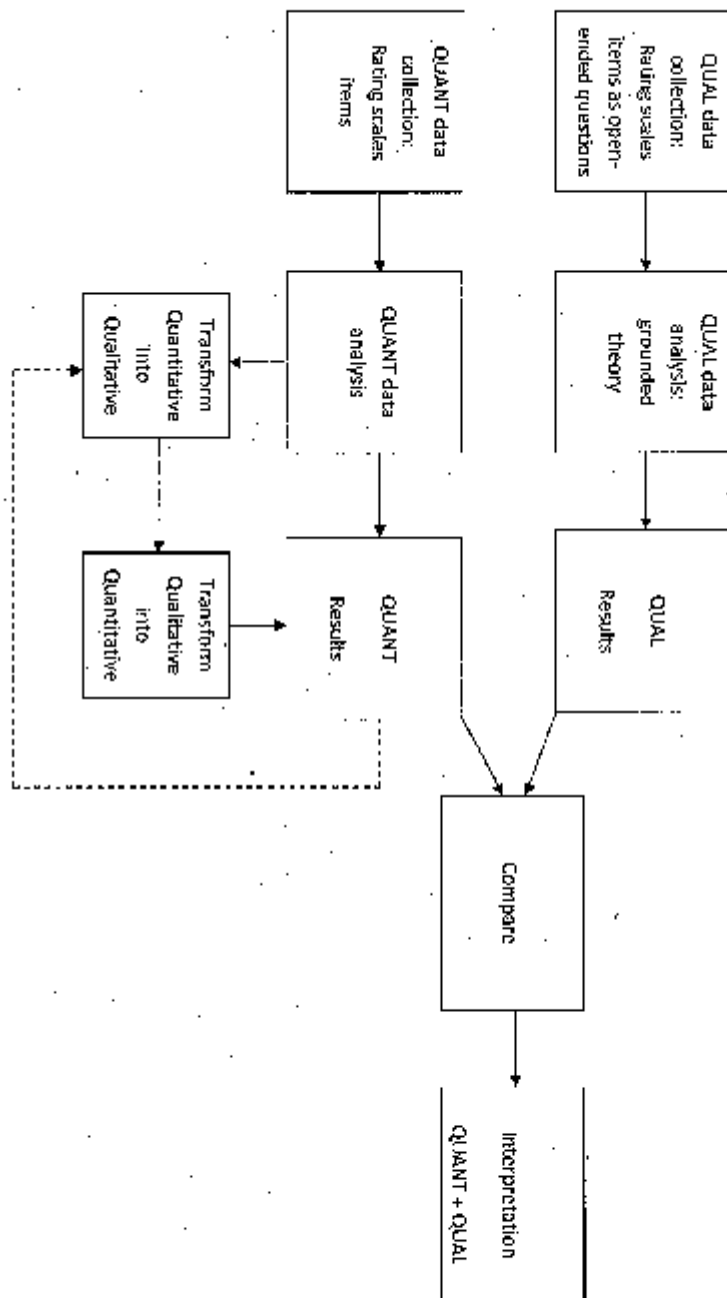 QUAL data
collection:
Rating scales
items as open-
ended questions
QUAL data
analysis:
grounded
theory
QUAL
Results
QUANT data
collection:
Rating scales
items
QUANT data
analysis
QUANT
Results
Transform
Quantitative
into
Qualitative
Transform
Qualitative
into
Quantitative
Compare
Interpretation
QUANT + QUAL